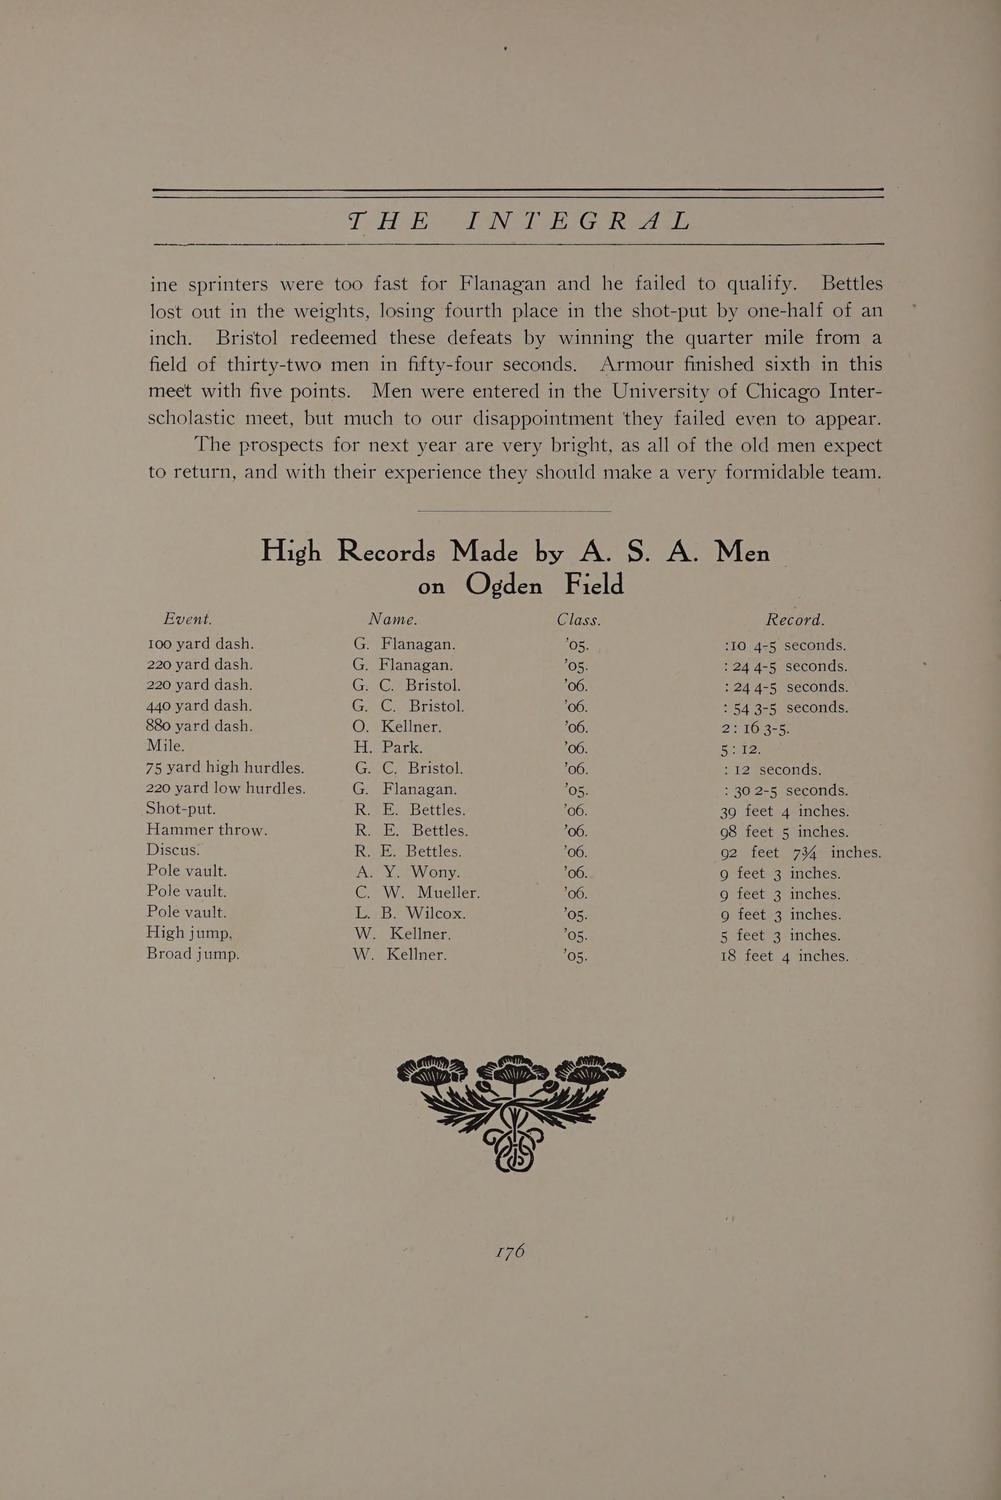 THE INTEGRAL
ine sprinters were too fast for Flanagan and he failed to qualify. Bettles
lost out in the weights, losing fourth place in the shot-put by one-half of an
inch. Bristol redeemed these defeats by winning the quarter mile from a
field of thirty-two men in fifty-four seconds. Armour finished sixth in this
meet with five points. Men were entered in the University of Chicago Inter-
scholastic meet, but much to our disappointment they failed even to appear.
The prospects for next year are very bright, as all of the old men expect
to return, and with their experience they should make a very formidable team.
High Records Made by A. S. A. Men
on Ogden Field
Event. Name. Class. Record.
100 yard dash. G. Flanagan. '05. :10 4-5 seconds.
220 yard dash. G. Flanagan. '05. : 24 4-5 seconds.
220 yard dash. G. C. Bristol. '06. : 24 4-5 seconds.
440 yard dash. G. C. Bristol. '06. : 54 3-5 seconds.
880 yard dash. O. Kellner. '06. 2: 16 3-5.
Mile. H. Park. '06. 5: 12.
75 yard high hurdles. G. C. Bristol. '06. : 12 seconds.
220 yard low hurdles. G. Flanagan. '05. : 30 2-5 seconds.
Shot-put. R. E. Bettles. '06. 39 feet 4 inches.
Hammer throw. R. E. Bettles. '06. 98 feet 5 inches.
Discus. R. E. Bettles. '06. 92 feet 7¾ inches.
Pole vault. A. Y. Wony. '06. 9 feet 3 inches.
Pole vault. C. W. Mueller. '06. 9 feet 3 inches.
Pole vault. L. B. Wilcox. '05. 9 feet 3 inches.
High jump. W. Kellner. '05. 5 feet 3 inches.
Broad jump. W. Kellner. '05. 18 feet 4 inches.
176